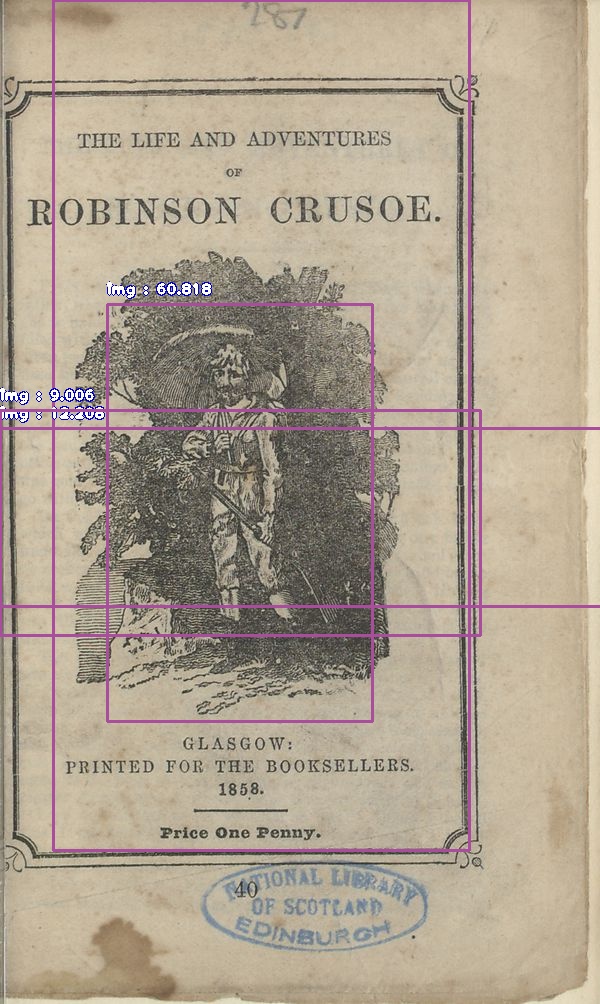 287
THE LIFE AND ADVENTURES
OF
ROBINSON CRUSOE.
img : 60.818
img : 9.006
img : 12.208
GLASGOW:
PRINTED FOR THE BOOKSELLERS.
1858.
Price One Penny.
40
NATIONAL LIBRARY
OF SCOTLAND
EDINBURGH